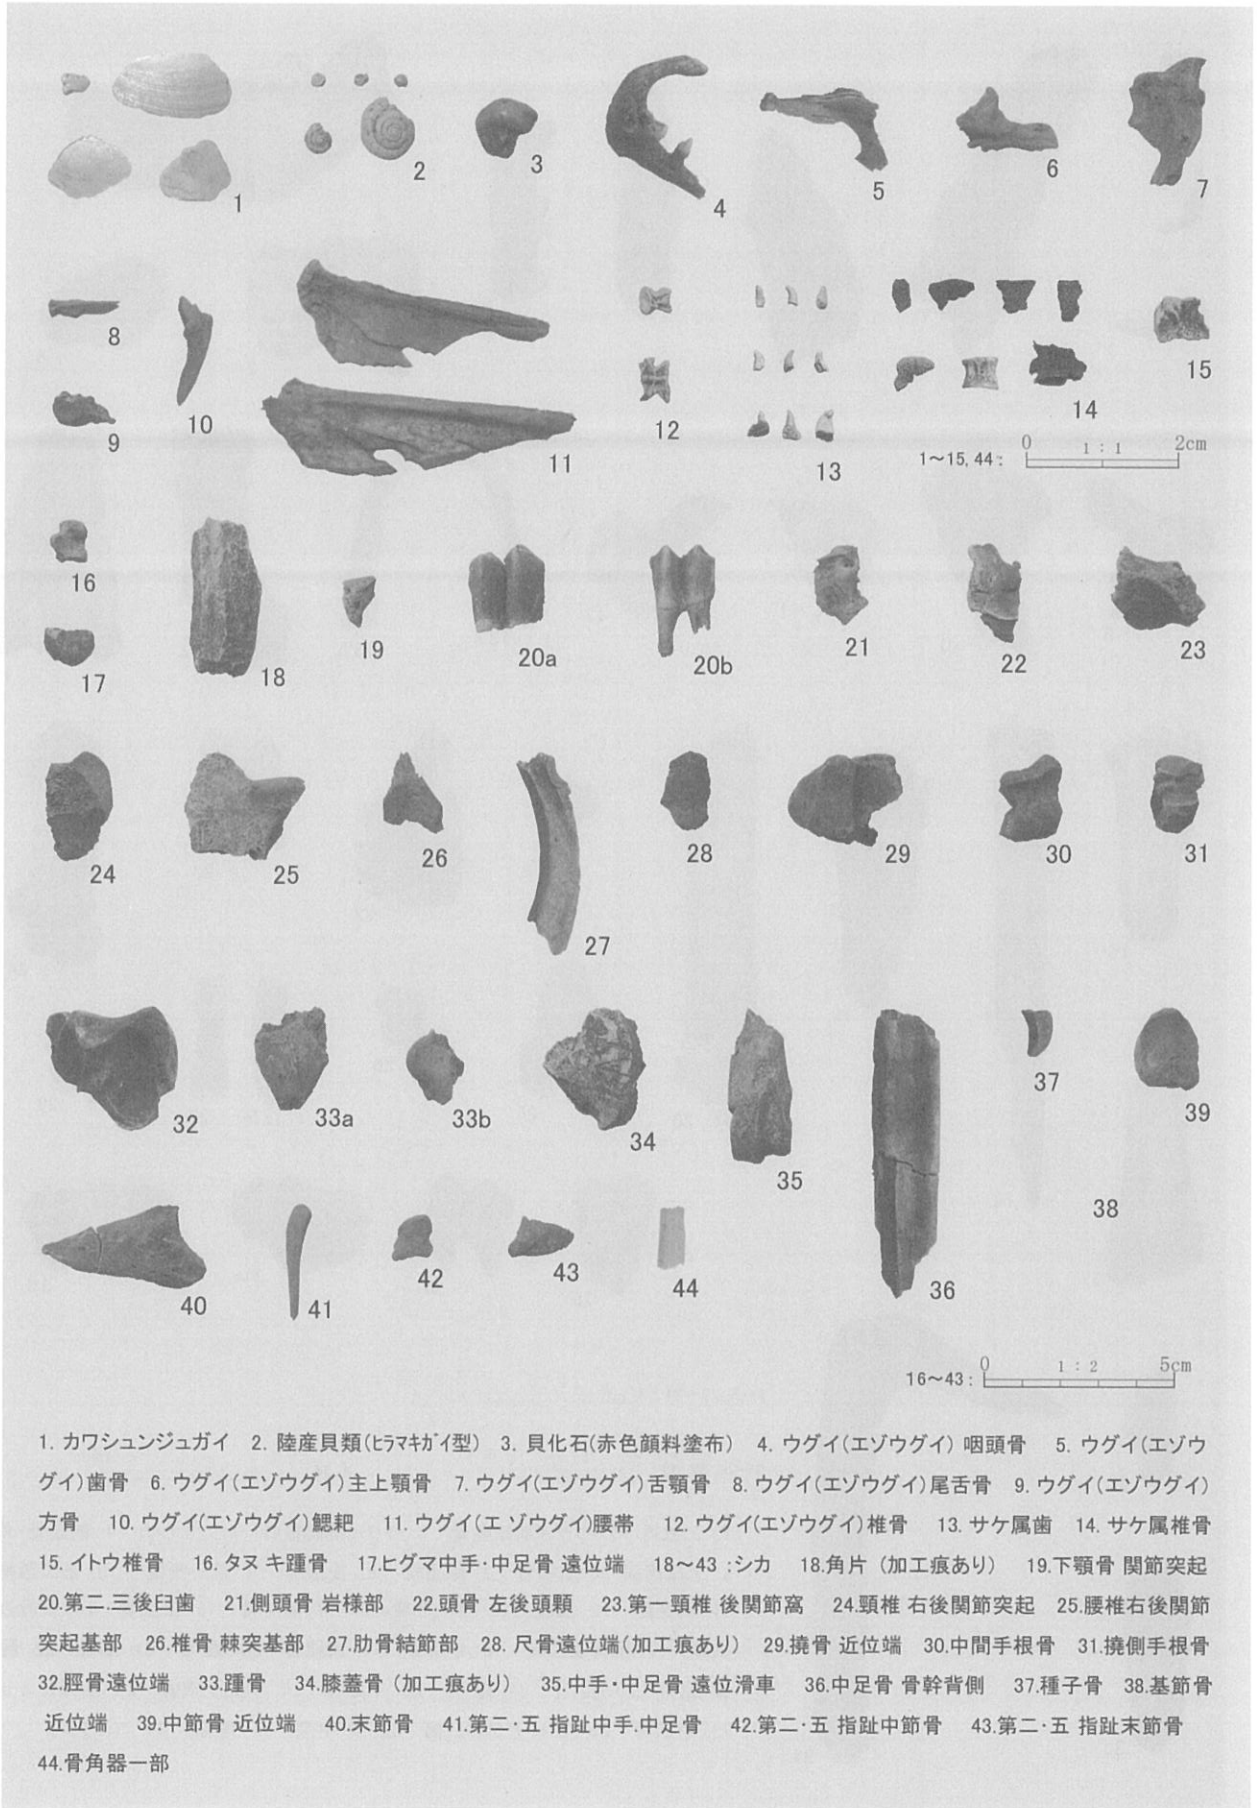 1
2
3
4
5
6
7
8
9
10
11
12
13
14
15
1～15, 44: 0 1:1 2cm
16
17
18
19
20a
20b
21
22
23
24
25
26
27
28
29
30
31
32
33a
33b
34
35
36
37
38
39
40
41
42
43
44
16～43: 0 1:2 5cm
1. カワシュンジュガイ 2. 陸産貝類(ﾋﾗﾏｷｶﾞｲ型) 3. 貝化石(赤色顔料塗布) 4. ウグイ(エゾウグイ) 咽頭骨 5. ウグイ(エゾウ
グイ)歯骨 6. ウグイ(エゾウグイ)主上顎骨 7. ウグイ(エゾウグイ)舌顎骨 8. ウグイ(エゾウグイ)尾舌骨 9. ウグイ(エゾウグイ)
方骨 10. ウグイ(エゾウグイ)鰓耙 11. ウグイ(エ ゾウグイ)腰帯 12. ウグイ(エゾウグイ)椎骨 13. サケ属歯 14. サケ属椎骨
15. イトウ椎骨 16. タヌ キ踵骨 17.ヒグマ中手･中足骨 遠位端 18～43 :シカ 18.角片 (加工痕あり) 19.下顎骨 関節突起
20.第二.三後臼歯 21.側頭骨 岩様部 22.頭骨 左後頭顆 23.第一頸椎 後関節窩 24.頸椎 右後関節突起 25.腰椎右後関節
突起基部 26.椎骨 棘突基部 27.肋骨結節部 28. 尺骨遠位端(加工痕あり) 29.撓骨 近位端 30.中間手根骨 31.撓側手根骨
32.脛骨遠位端 33.踵骨 34.膝蓋骨 (加工痕あり) 35.中手･中足骨 遠位滑車 36.中足骨 骨幹背側 37.種子骨 38.基節骨
近位端 39.中節骨 近位端 40.末節骨 41.第二･五 指趾中手.中足骨 42.第二･五 指趾中節骨 43.第二･五 指趾末節骨
44.骨角器一部